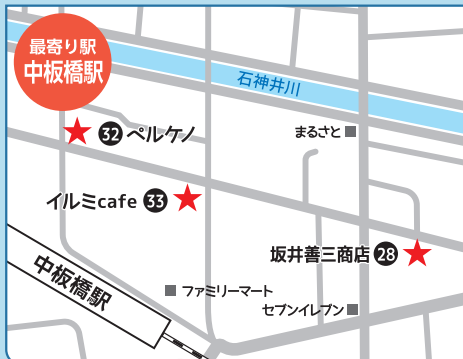 最寄り駅
中板橋駅
石神井川
まるさと
32 ペルケノ
イルミcafe 33
坂井善三商店 28
中板橋駅
ファミリーマート
セブンイレブン